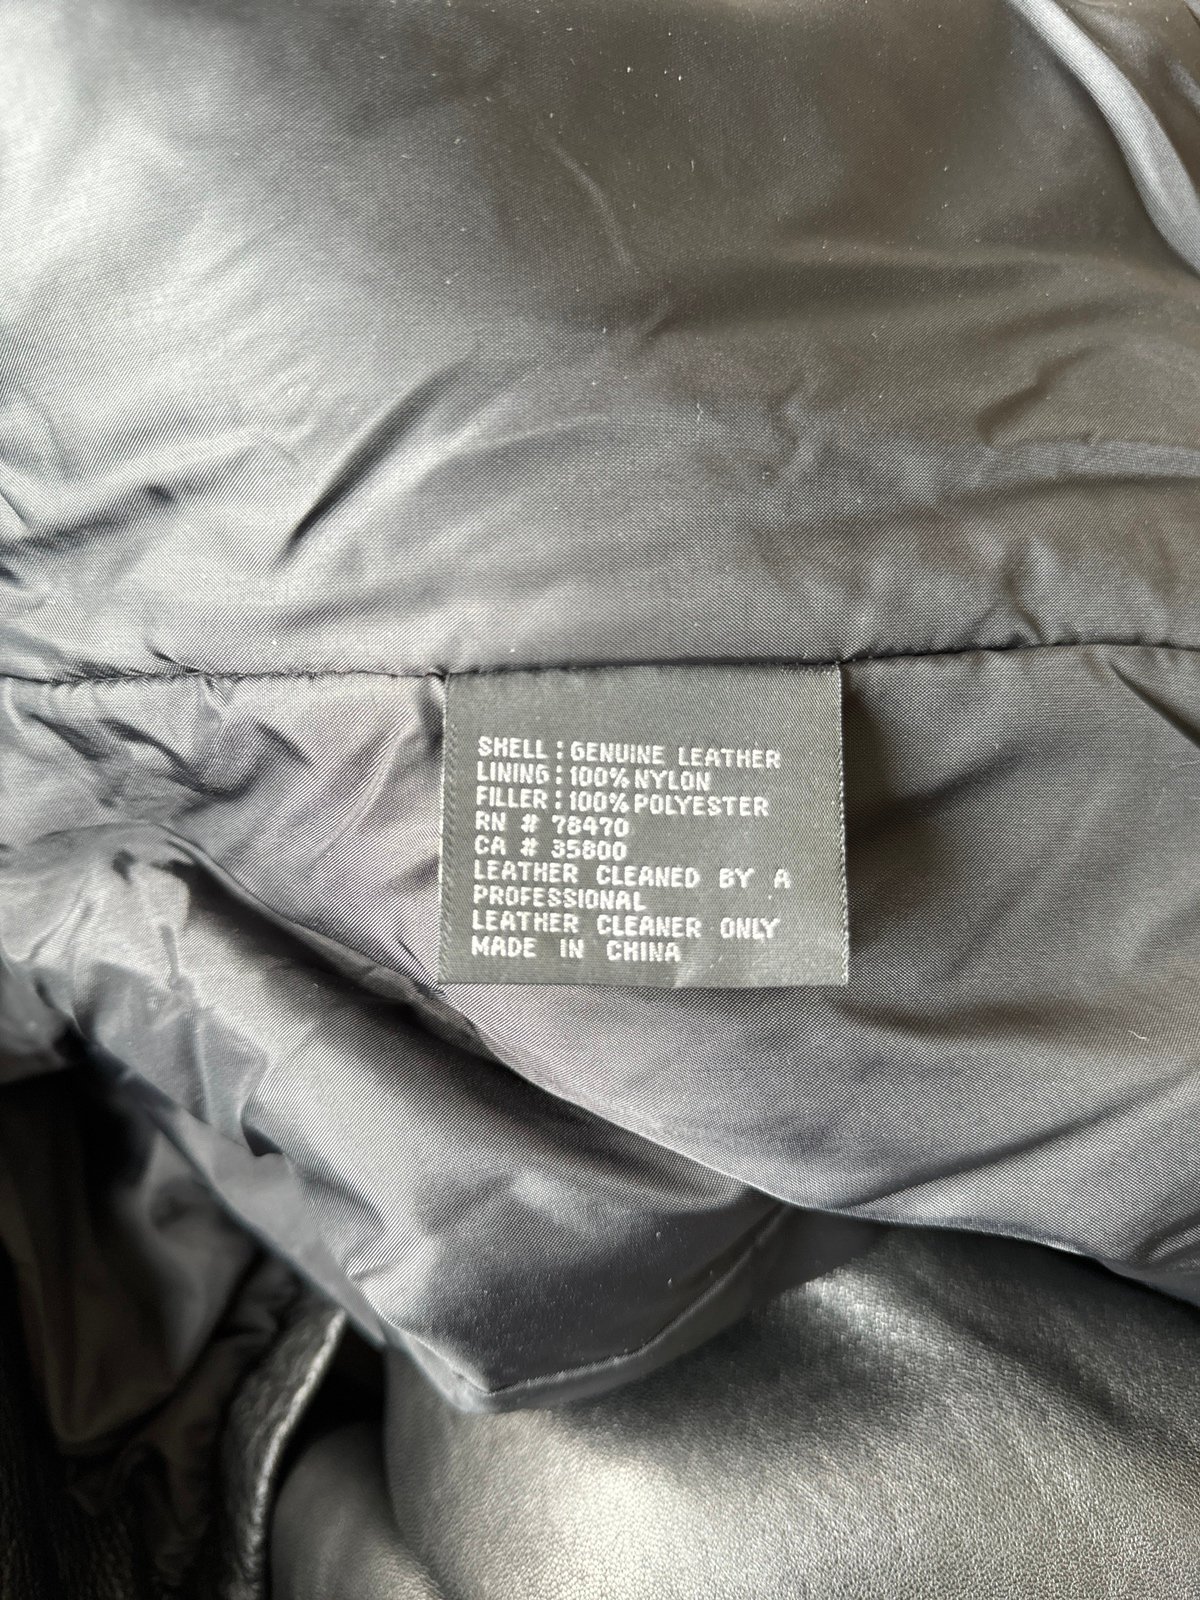 SHELL : GENUINE LEATHER
LINING : 100% NYLON
FILLER : 100% POLYESTER
RN # 78470
CA # 35800
LEATHER CLEANED BY A
PROFESSIONAL
LEATHER CLEANER ONLY
MADE IN CHINA